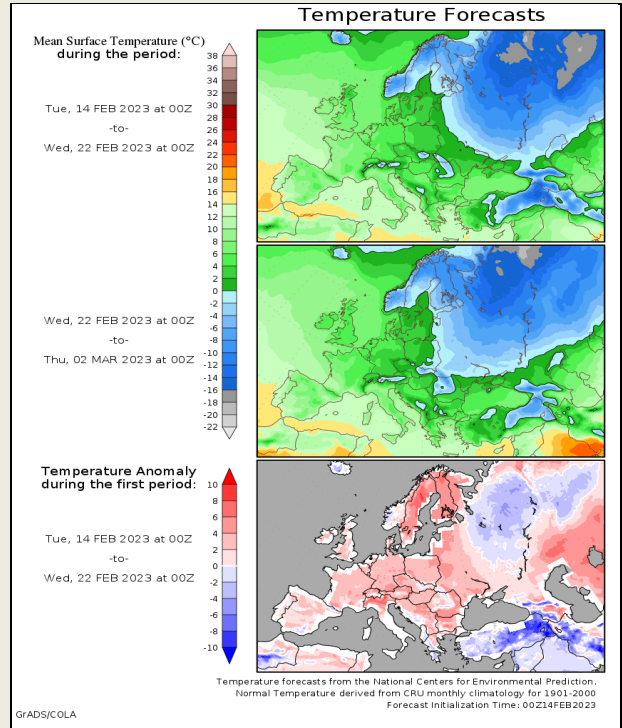 Temperature Forecasts
Mean Surface Temperature (°C)
during the period:
Tue, 14 FEB 2023 at 00Z
-to-
Wed, 22 FEB 2023 at 00Z
38
36
34
32
30
28
26
24
22
20
18
16
14
12
10
8
6
4
2
0
-2
-4
-6
-8
-10
-12
-14
-16
-18
-20
-22
Wed, 22 FEB 2023 at 00Z
-to-
Thu, 02 MAR 2023 at 00Z
Temperature Anomaly
during the first period:
Tue, 14 FEB 2023 at 00Z
-to-
Wed, 22 FEB 2023 at 00Z
10
8
6
4
2
0
-2
-4
-6
-8
-10
Temperature forecasts from the National Centers for Environmental Prediction.
Normal Temperature derived from CRU monthly climatology for 1901-2000
Forecast Initialization Time: 00Z14FEB2023
GrADS/COLA